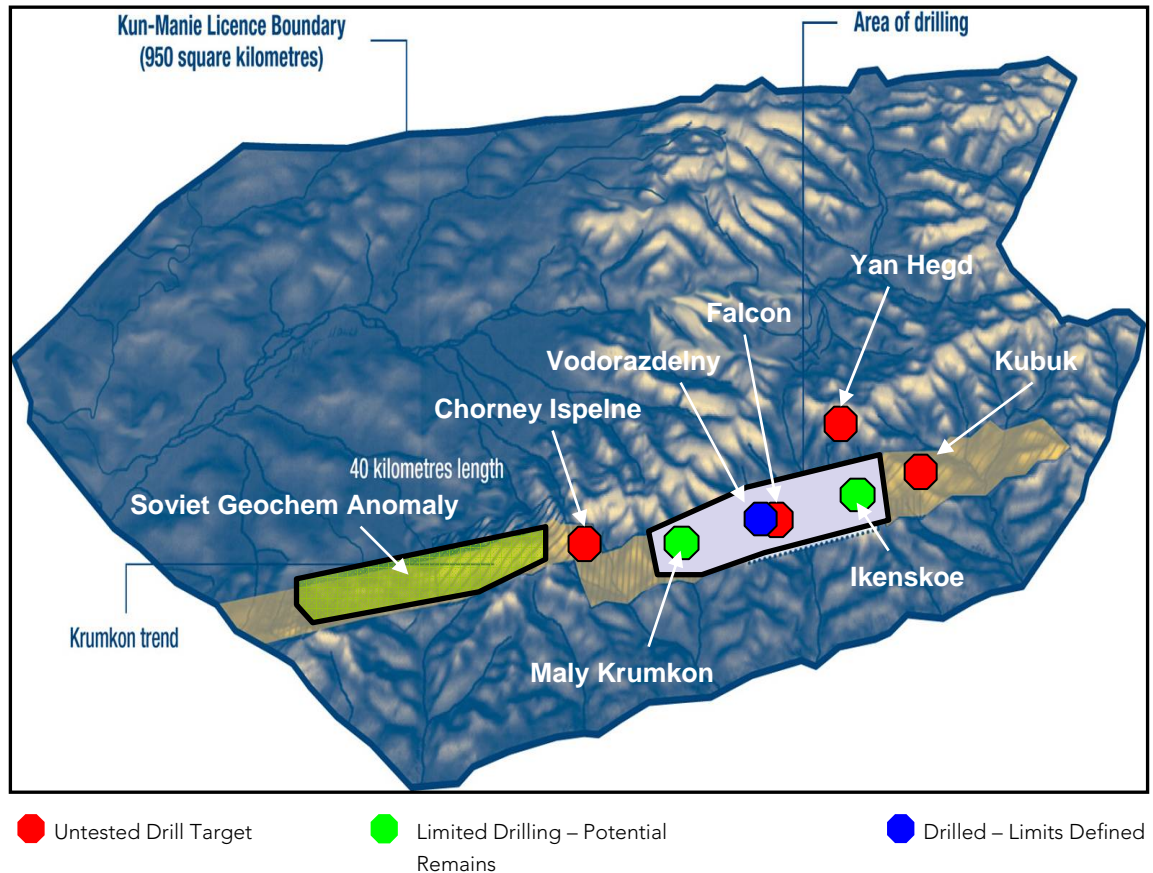 Kun-Manie Licence Boundary
(950 square kilometres)
Area of drilling
Yan Hegd
Falcon
Vodorazdelny
Kubuk
Chorney Ispelne
40 kilometres length
Soviet Geochem Anomaly
Ikenskoe
Krumkon trend
Maly Krumkon
Untested Drill Target
Limited Drilling – Potential
Remains
Drilled – Limits Defined